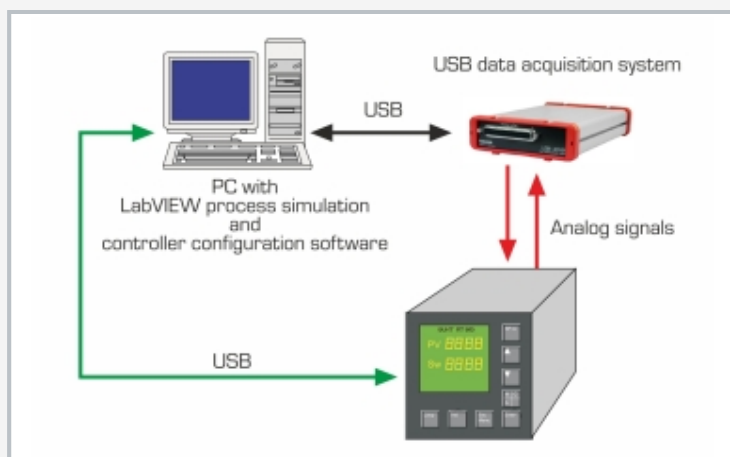 USB data acquisition system
USB
PC with
LabVIEW process simulation
and
controller configuration software
Analog signals
PV 8888
SP 8888
USB